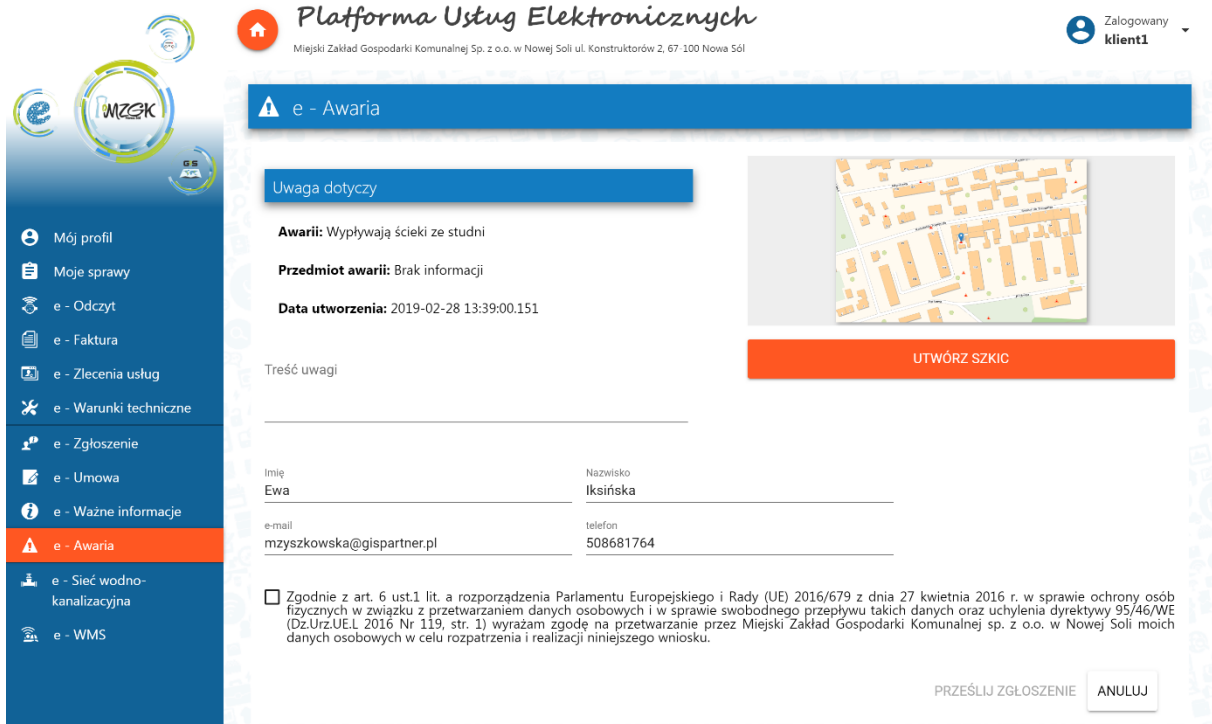 Platforma Usług Elektronicznych
Miejski Zakład Gospodarki Komunalnej Sp. z o.o. w Nowej Soli ul. Konstruktorów 2, 67-100 Nowa Sól
Zalogowany
klient1
e
MZGK
GS
Mój profil
Moje sprawy
e - Odczyt
e - Faktura
e - Zlecenia usług
e - Warunki techniczne
e - Zgłoszenie
e - Umowa
e - Ważne informacje
e - Awaria
e - Sieć wodno-
kanalizacyjna
e - WMS
e - Awaria
Uwaga dotyczy
Awarii: Wypływają ścieki ze studni
Przedmiot awarii: Brak informacji
Data utworzenia: 2019-02-28 13:39:00.151
UTWÓRZ SZKIC
Treść uwagi
Imię
Ewa
Nazwisko
Iksińska
e-mail
mzyszkowska@gispartner.pl
telefon
508681764
Zgodnie z art. 6 ust.1 lit. a rozporządzenia Parlamentu Europejskiego i Rady (UE) 2016/679 z dnia 27 kwietnia 2016 r. w sprawie ochrony osób
fizycznych w związku z przetwarzaniem danych osobowych i w sprawie swobodnego przepływu takich danych oraz uchylenia dyrektywy 95/46/WE
(Dz.Urz.UE.L 2016 Nr 119, str. 1) wyrażam zgodę na przetwarzanie przez Miejski Zakład Gospodarki Komunalnej sp. z o.o. w Nowej Soli moich
danych osobowych w celu rozpatrzenia i realizacji niniejszego wniosku.
PRZEŚLIJ ZGŁOSZENIE
ANULUJ